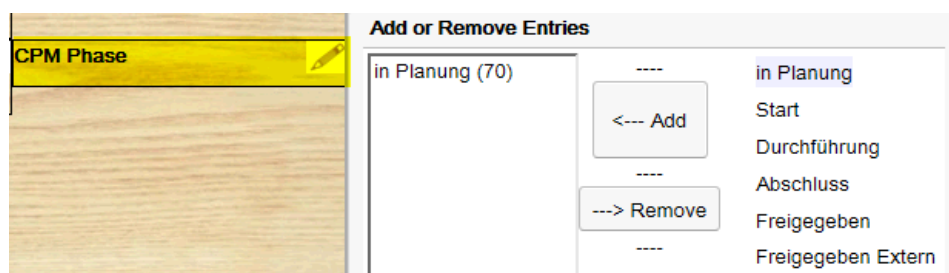 Add or Remove Entries
CPM Phase
in Planung (70)
----
<--- Add
----
---> Remove
----
in Planung
Start
Durchführung
Abschluss
Freigegeben
Freigegeben Extern